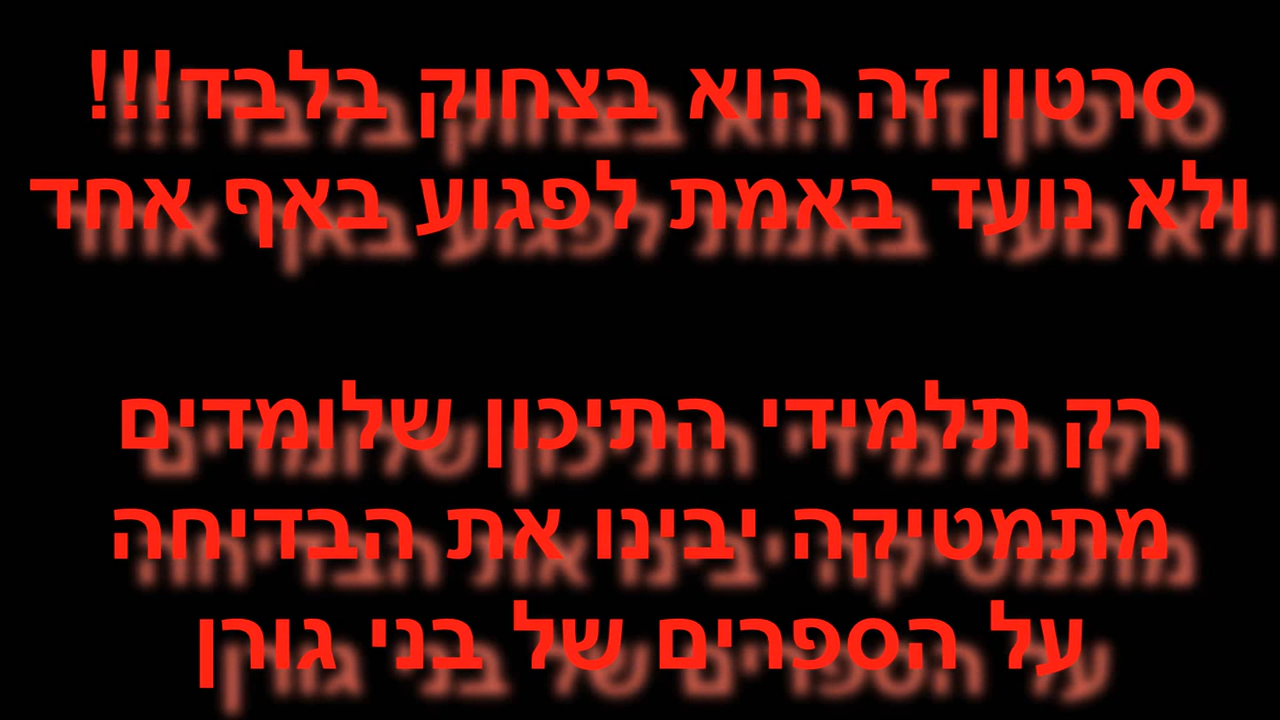 סרטון זה הוא בצחוק בלבד!!!
ולא נועד באמת לפגוע באף אחד
רק תלמידי התיכון שלומדים
מתמטיקה יבינו את הבדיחה
על הספרים של בני גורן